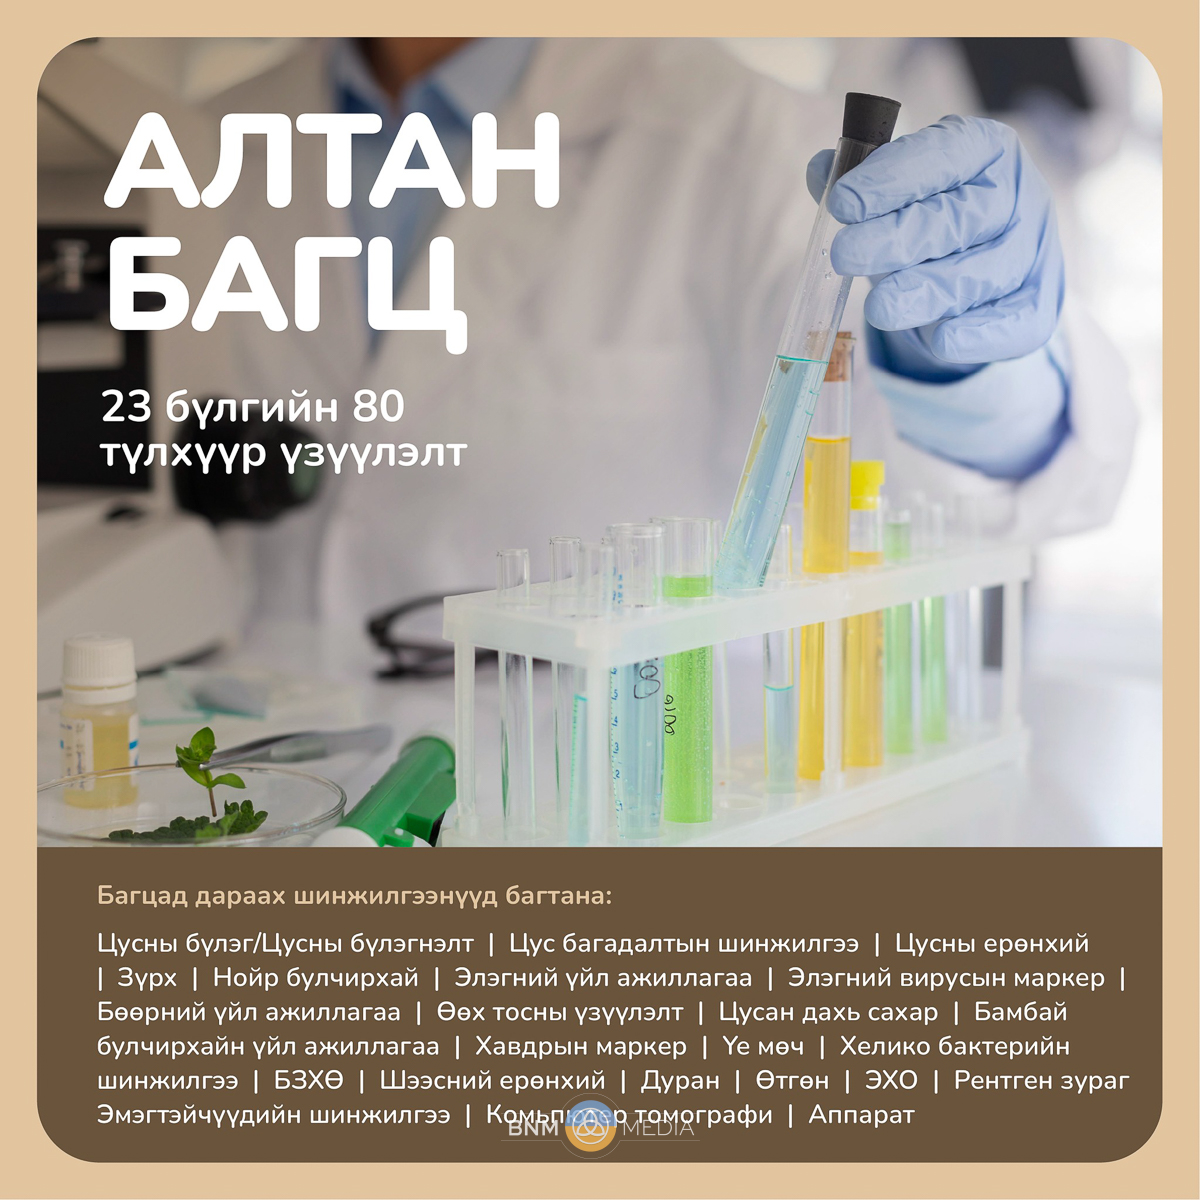 АЛТАН
БАГЦ
23 бүлгийн 80
түлхүүр үзүүлэлт
Багцад дараах шинжилгээнүүд багтана:
Цусны бүлэг/Цусны бүлэгнэлт | Цус багадалтын шинжилгээ | Цусны ерөнхий
| Зүрх | Нойр булчирхай | Элэгний үйл ажиллагаа | Элэгний вирусын маркер |
Бөөрний үйл ажиллагаа | Өөх тосны үзүүлэлт | Цусан дахь сахар | Бамбай
булчирхайн үйл ажиллагаа | Хавдрын маркер | Үе мөч | Хелико бактерийн
шинжилгээ | БЗХӨ | Шээсний ерөнхий | Дуран | Өтгөн | ЭХО | Рентген зураг
Эмэгтэйчүүдийн шинжилгээ | Компьютер томографи | Аппарат
BNM MEDIA